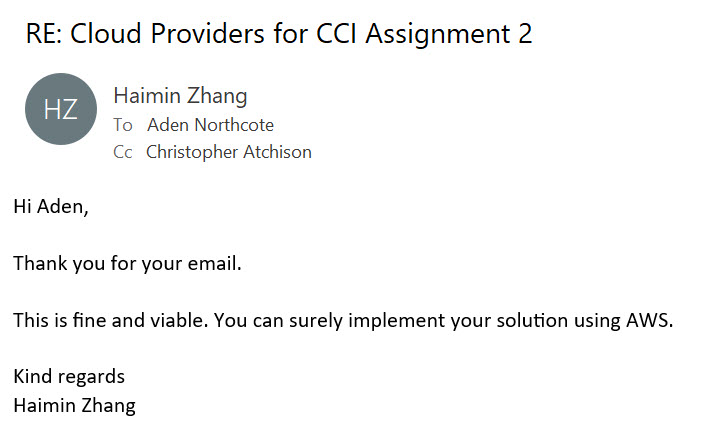 RE: Cloud Providers for CCI Assignment 2
HZ
Haimin Zhang
To Aden Northcote
Cc Christopher Atchison
Hi Aden,
Thank you for your email.
This is fine and viable. You can surely implement your solution using AWS.
Kind regards
Haimin Zhang